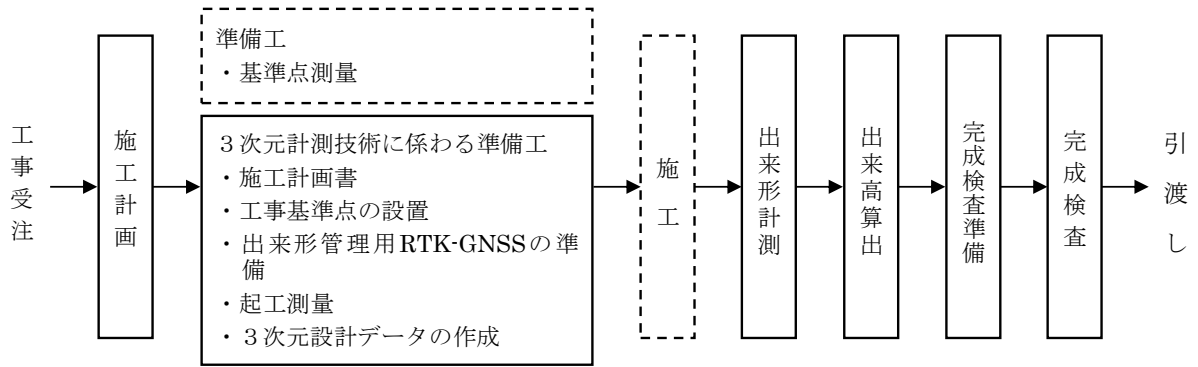 工事受注
施工計画
準備工
・基準点測量
３次元計測技術に係わる準備工
・施工計画書
・工事基準点の設置
・出来形管理用RTK-GNSSの準
備
・起工測量
・３次元設計データの作成
施工
出来形計測
出来高算出
完成検査準備
完成検査
引渡し